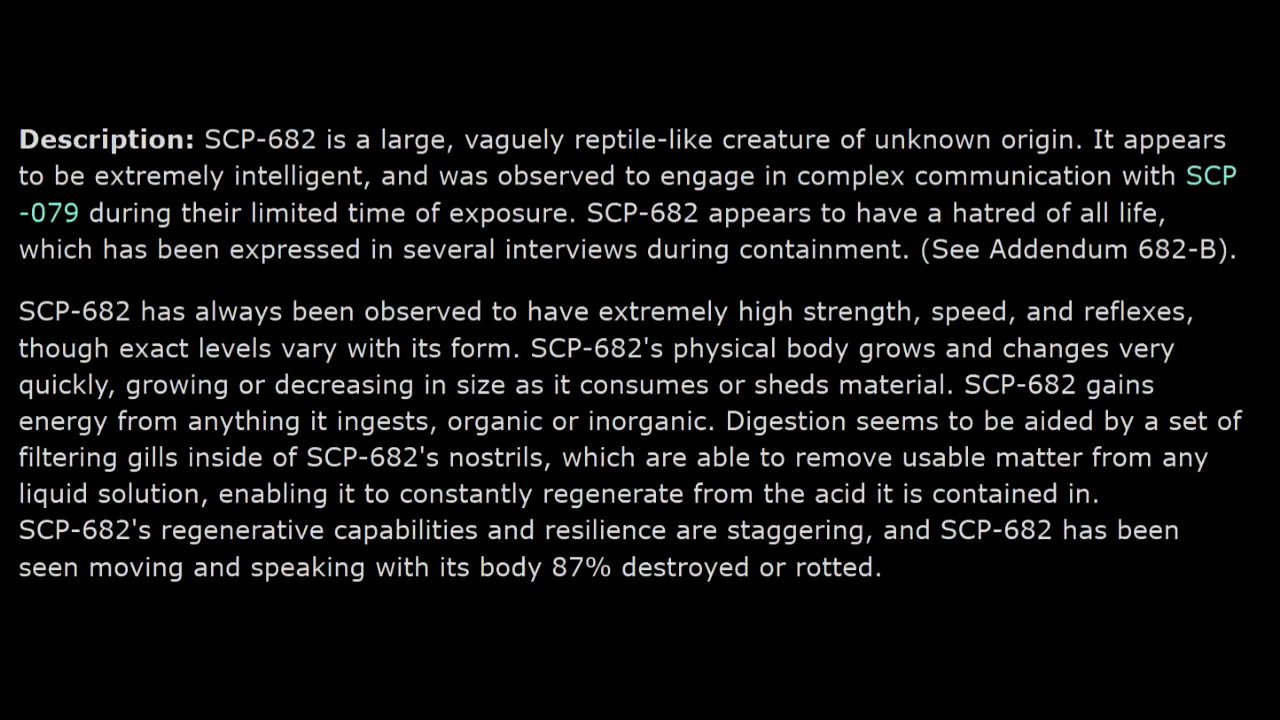 Description: SCP-682 is a large, vaguely reptile-like creature of unknown origin. It appears
to be extremely intelligent, and was observed to engage in complex communication with SCP
-079 during their limited time of exposure. SCP-682 appears to have a hatred of all life,
which has been expressed in several interviews during containment. (See Addendum 682-B).
SCP-682 has always been observed to have extremely high strength, speed, and reflexes,
though exact levels vary with its form. SCP-682's physical body grows and changes very
quickly, growing or decreasing in size as it consumes or sheds material. SCP-682 gains
energy from anything it ingests, organic or inorganic. Digestion seems to be aided by a set of
filtering gills inside of SCP-682's nostrils, which are able to remove usable matter from any
liquid solution, enabling it to constantly regenerate from the acid it is contained in.
SCP-682's regenerative capabilities and resilience are staggering, and SCP-682 has been
seen moving and speaking with its body 87% destroyed or rotted.